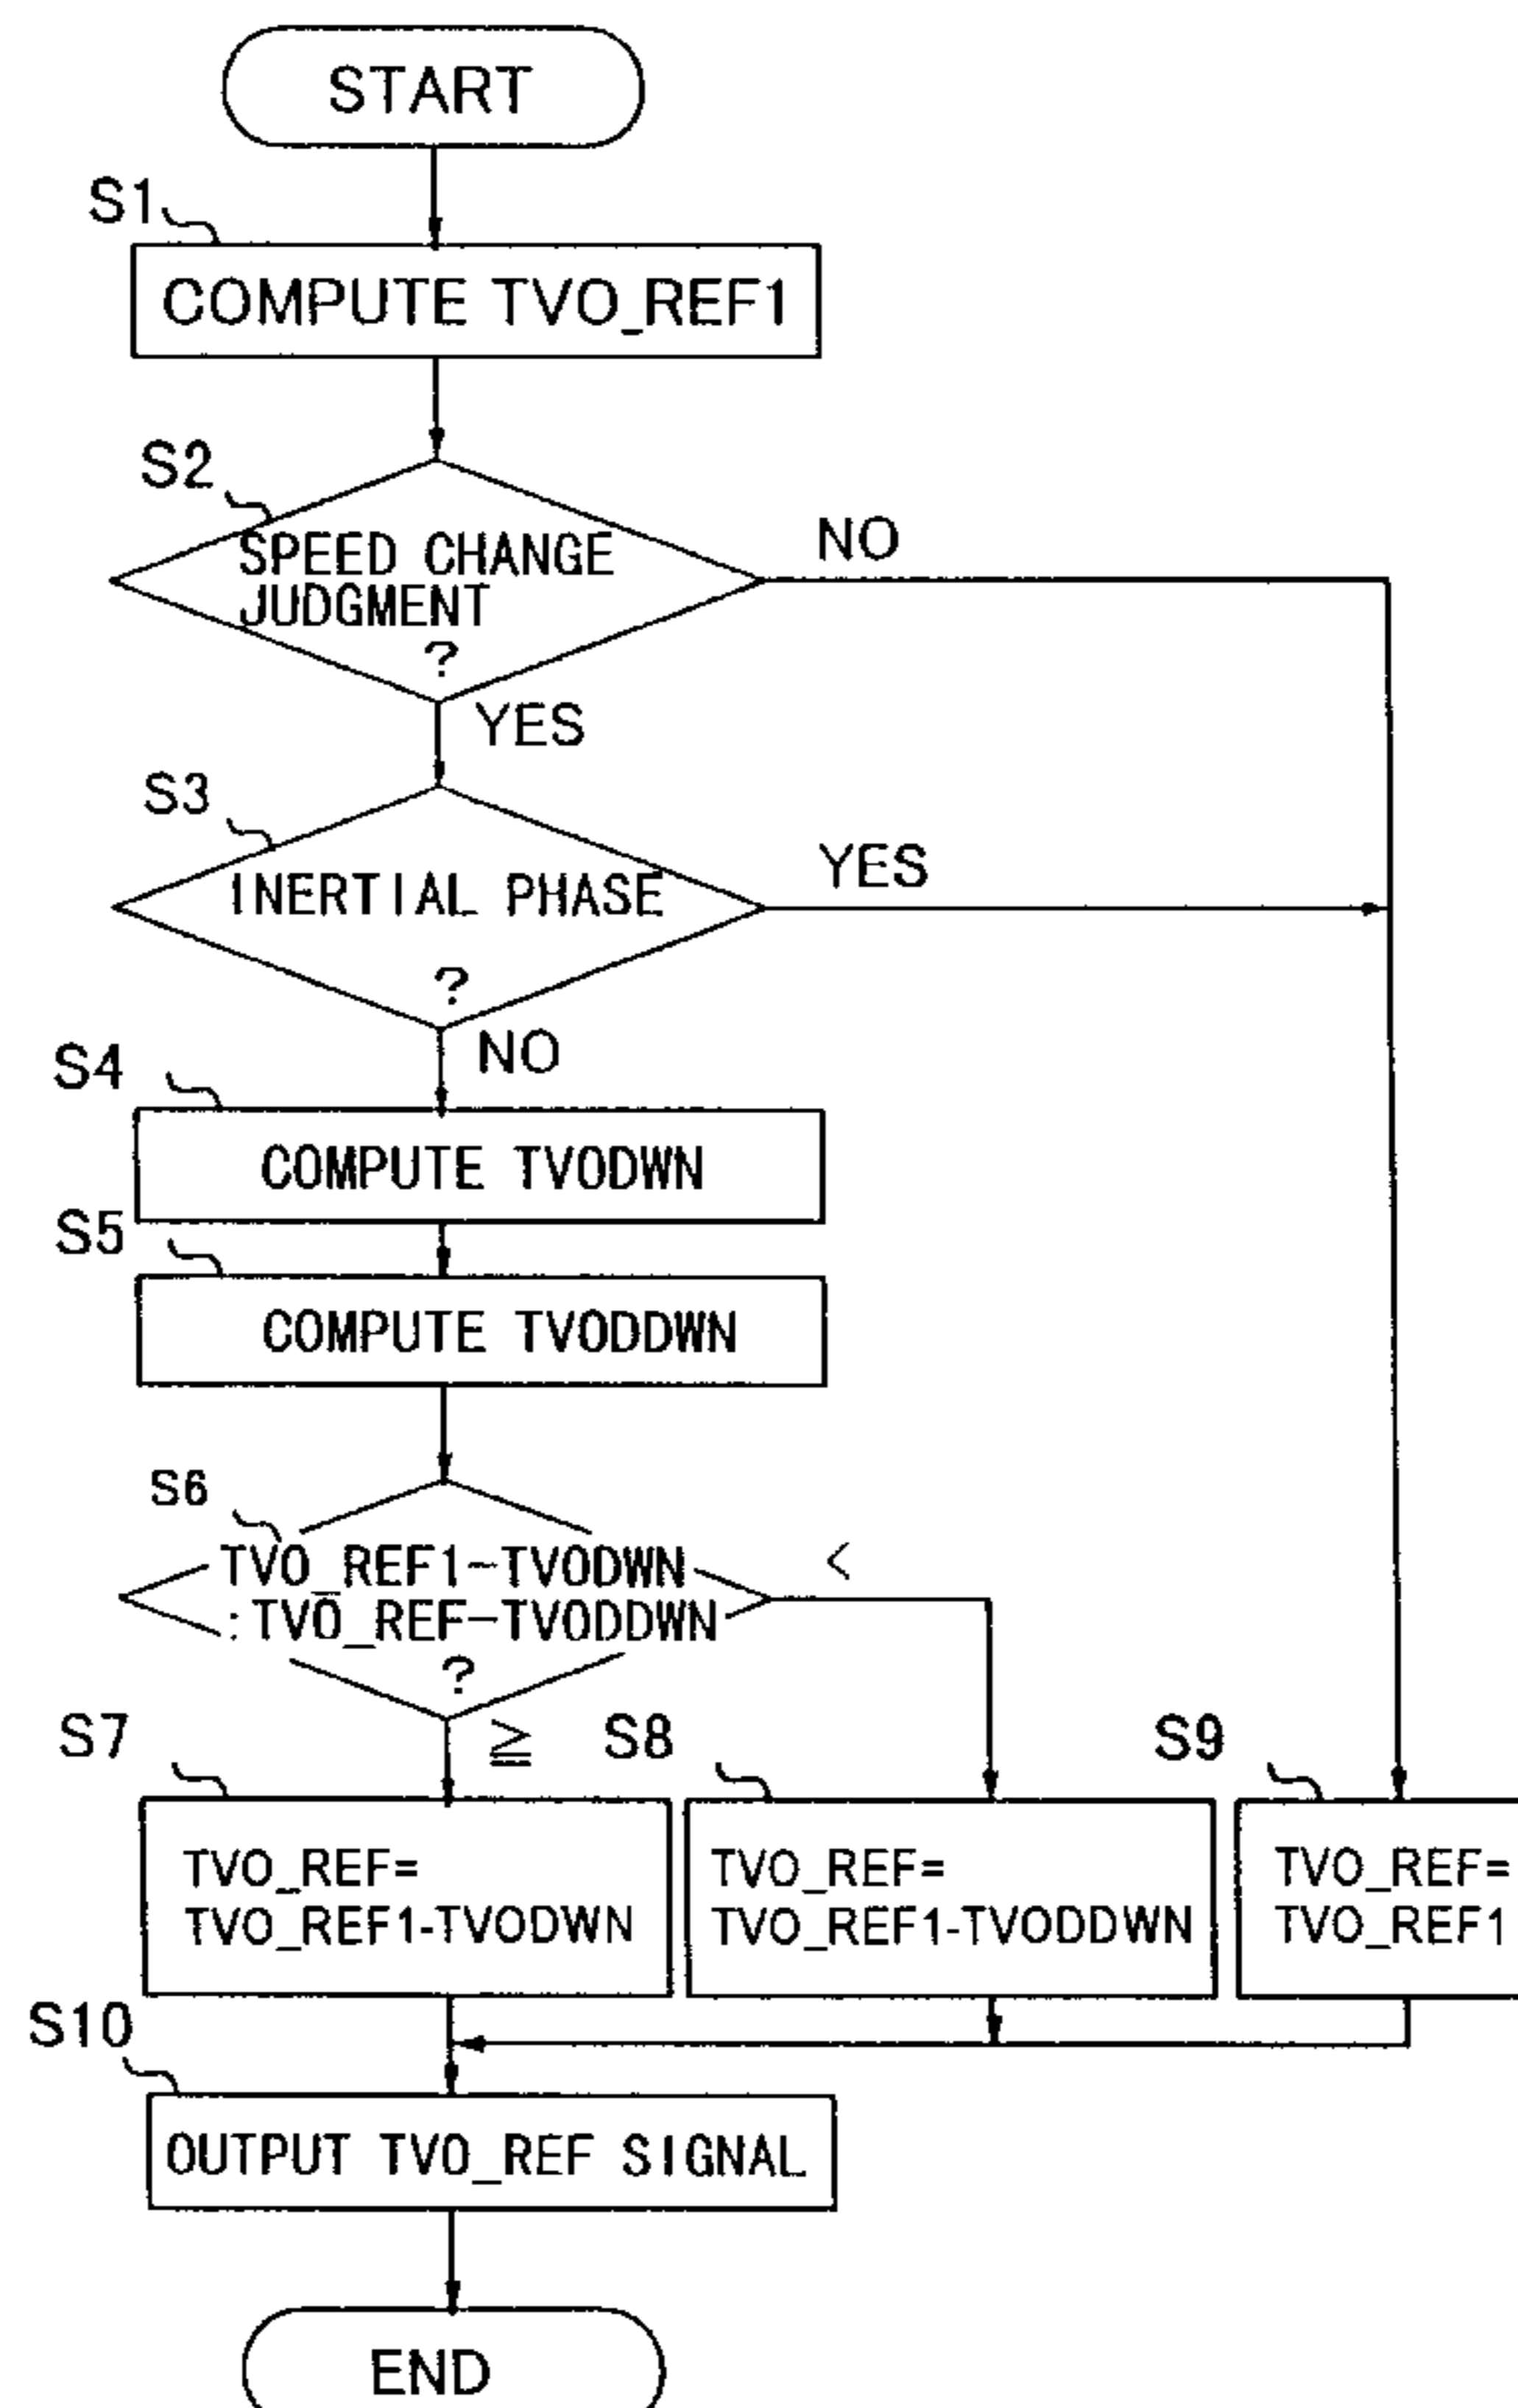 START
S1
COMPUTE TVO_REF1
S2
SPEED CHANGE
JUDGMENT
?
NO
YES
S3
INERTIAL PHASE
?
YES
NO
S4
COMPUTE TVODWN
S5
COMPUTE TVODDWN
S6
TVO_REF1-TVODWN
:TVO_REF-TVODDWN
?
<
≧
S7
TVO_REF=
TVO_REF1-TVODWN
S8
TVO_REF=
TVO_REF1-TVODDWN
S9
TVO_REF=
TVO_REF1
S10
OUTPUT TVO_REF SIGNAL
END